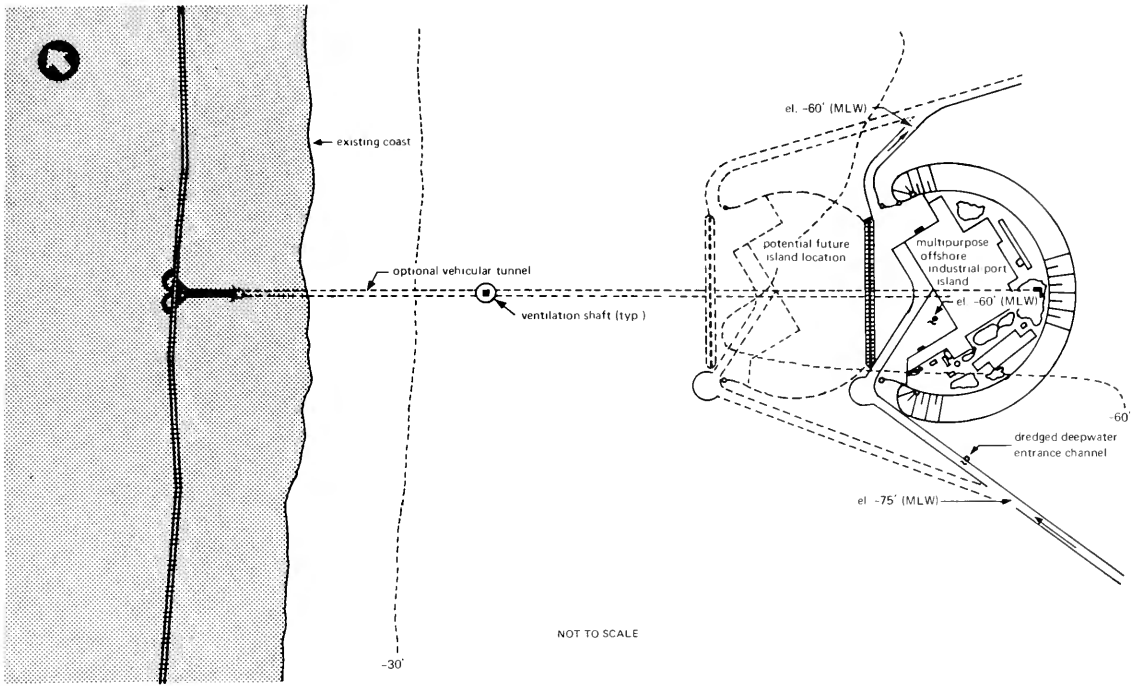 el. -60' (MLW)
existing coast
potential future
island location
multipurpose
offshore
industrial port
island
el. -60' (MLW)
optional vehicular tunnel
ventilation shaft (typ.)
-60'
dredged deepwater
entrance channel
el -75' (MLW)
NOT TO SCALE
-30'